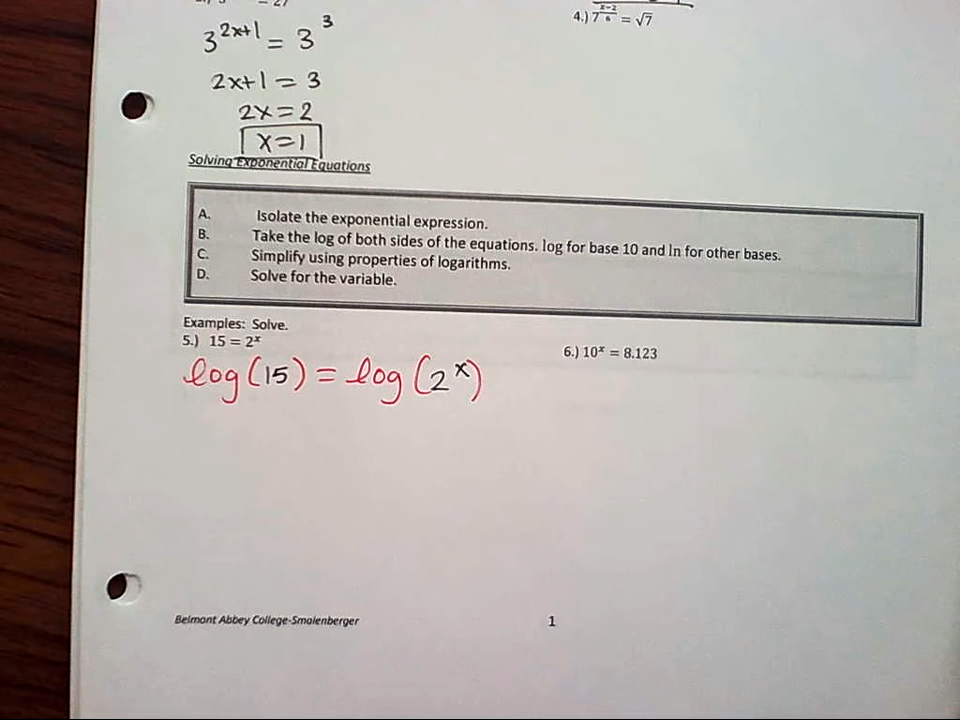 = 27
3^{2x+1} = 3^3
2x+1 = 3
2x = 2
x = 1
4.) 7^{\frac{x-2}{6}} = √7
Solving Exponential Equations
A. Isolate the exponential expression.
B. Take the log of both sides of the equations. log for base 10 and ln for other bases.
C. Simplify using properties of logarithms.
D. Solve for the variable.
Examples: Solve.
5.) 15 = 2^x
log(15) = log(2^x)
6.) 10^x = 8.123
Belmont Abbey College-Smalenberger
1